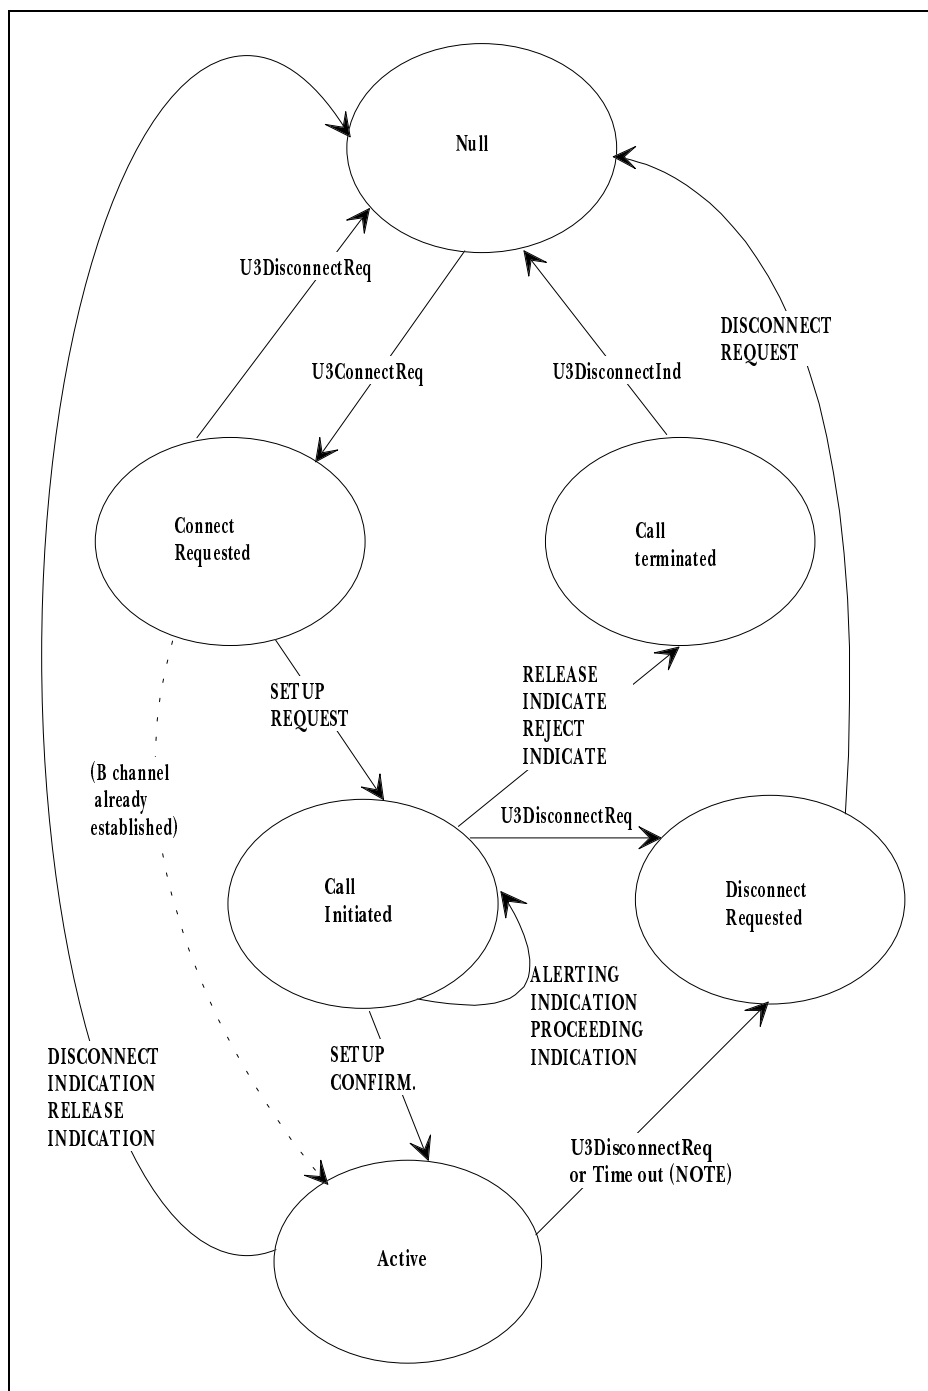 Null
U3DisconnectReq
DISCONNECT
REQUEST
U3ConnectReq
U3DisconnectInd
Connect
Requested
Call
terminated
RELEASE
INDICATE
REJECT
INDICATE
SETUP
REQUEST
(B channel
already
established)
U3DisconnectReq
Call
Initiated
Disconnect
Requested
ALERTING
INDICATION
PROCEEDING
INDICATION
SETUP
CONFIRM.
DISCONNECT
INDICATION
RELEASE
INDICATION
U3DisconnectReq
or Time out (NOTE)
Active